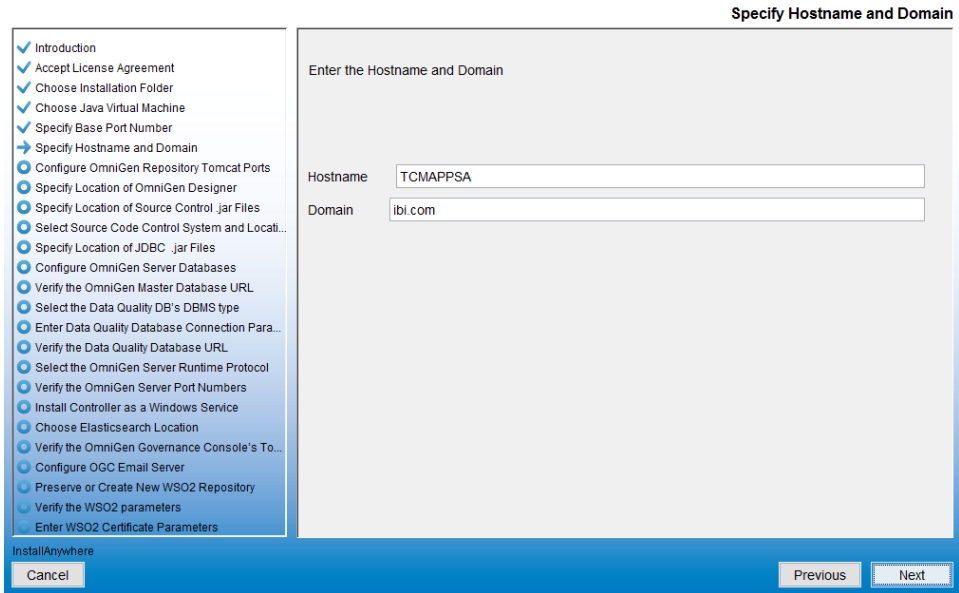 Specify Hostname and Domain
Introduction
Accept License Agreement
Choose Installation Folder
Choose Java Virtual Machine
Specify Base Port Number
Specify Hostname and Domain
Configure OmniGen Repository Tomcat Ports
Specify Location of OmniGen Designer
Specify Location of Source Control .jar Files
Select Source Code Control System and Locati...
Specify Location of JDBC .jar Files
Configure OmniGen Server Databases
Verify the OmniGen Master Database URL
Select the Data Quality DB's DBMS type
Enter Data Quality Database Connection Para...
Verify the Data Quality Database URL
Select the OmniGen Server Runtime Protocol
Verify the OmniGen Server Port Numbers
Install Controller as a Windows Service
Choose Elasticsearch Location
Verify the OmniGen Governance Console's To...
Configure OGC Email Server
Preserve or Create New WSO2 Repository
Verify the WSO2 parameters
Enter WSO2 Certificate Parameters
Enter the Hostname and Domain
Hostname TCMAPPSA
Domain ibi.com
InstallAnywhere
Cancel Previous Next